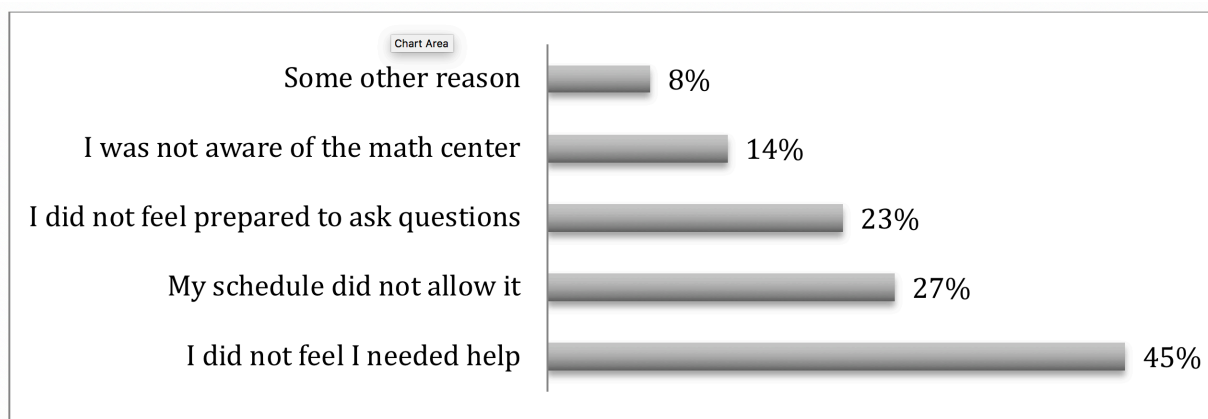 Chart Area
Some other reason 8%
I was not aware of the math center 14%
I did not feel prepared to ask questions 23%
My schedule did not allow it 27%
I did not feel I needed help 45%